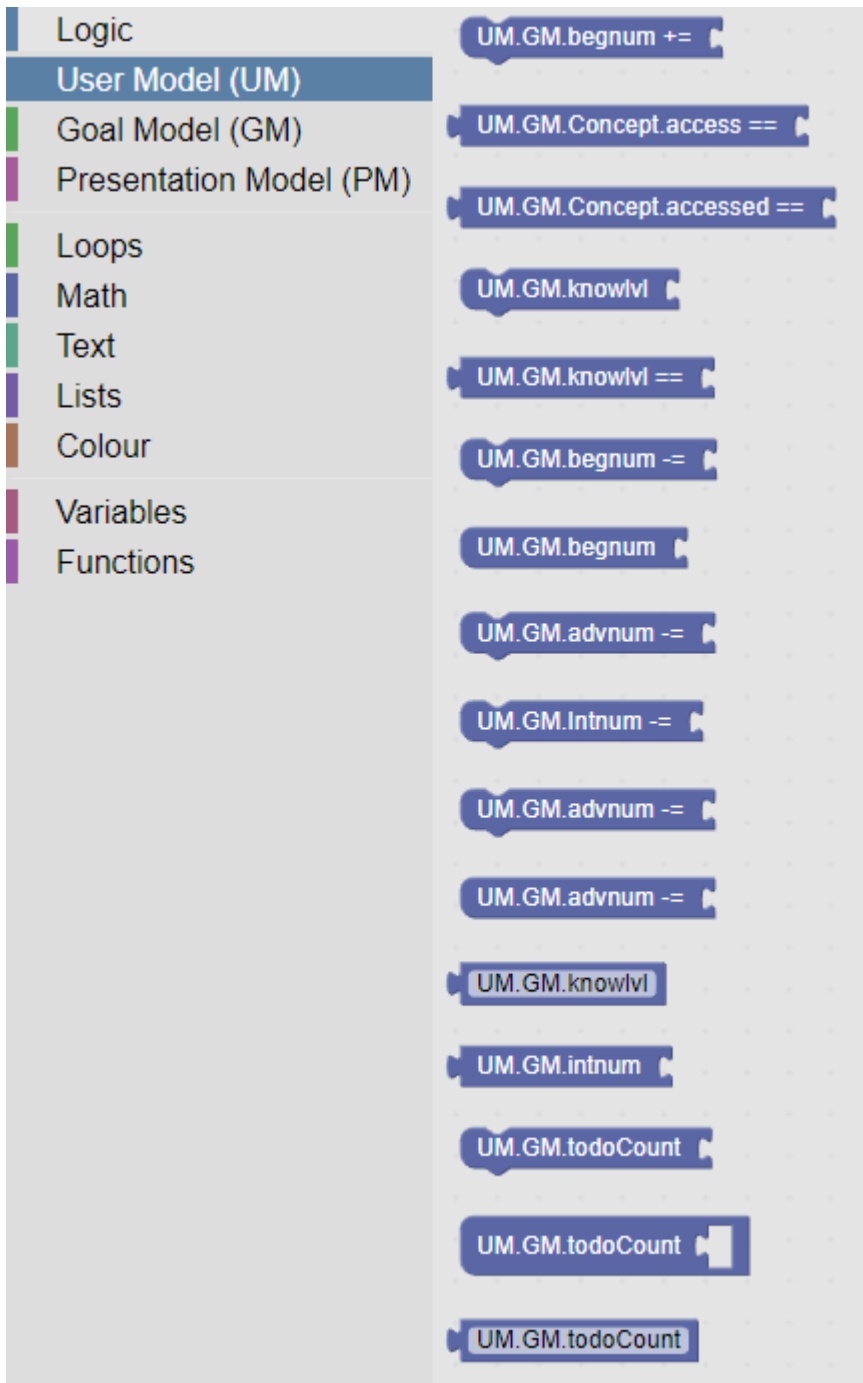 Logic
User Model (UM)
Goal Model (GM)
Presentation Model (PM)
Loops
Math
Text
Lists
Colour
Variables
Functions
UM.GM.begnum +=
UM.GM.Concept.access ==
UM.GM.Concept.accessed ==
UM.GM.knowlvl
UM.GM.knowlvl ==
UM.GM.begnum -=
UM.GM.begnum
UM.GM.advnum -=
UM.GM.Intnum -=
UM.GM.advnum -=
UM.GM.advnum -=
UM.GM.knowlvl
UM.GM.intnum
UM.GM.todoCount
UM.GM.todoCount
UM.GM.todoCount